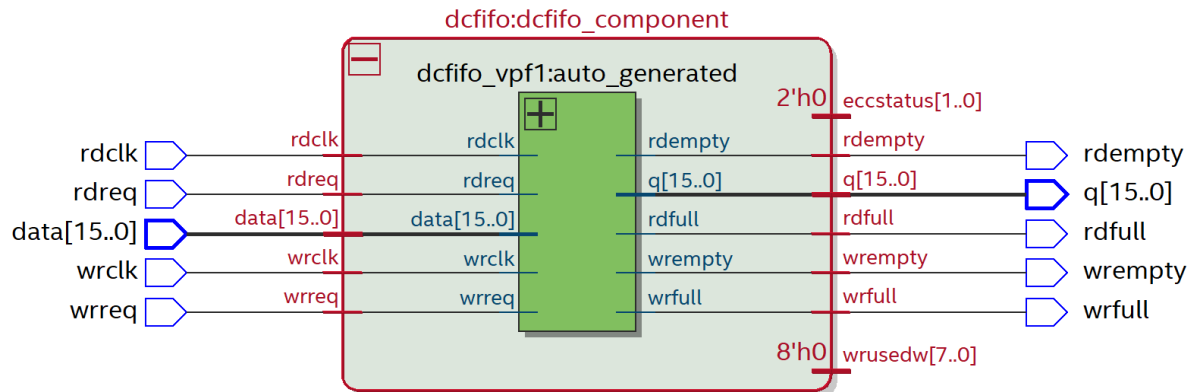 dcfifo:dcfifo_component
dcfifo_vpf1:auto_generated
2'h0 eccstatus[1..0]
rdclk rdclk rdclk rdempty rdempty rdempty
rdreq rdreq rdreq q[15..0] q[15..0] q[15..0]
data[15..0] data[15..0] data[15..0] rdfull rdfull rdfull
wrclk wrclk wrclk wrempty wrempty wrempty
wrreq wrreq wrreq wrfull wrfull wrfull
8'h0 wrusedw[7..0]